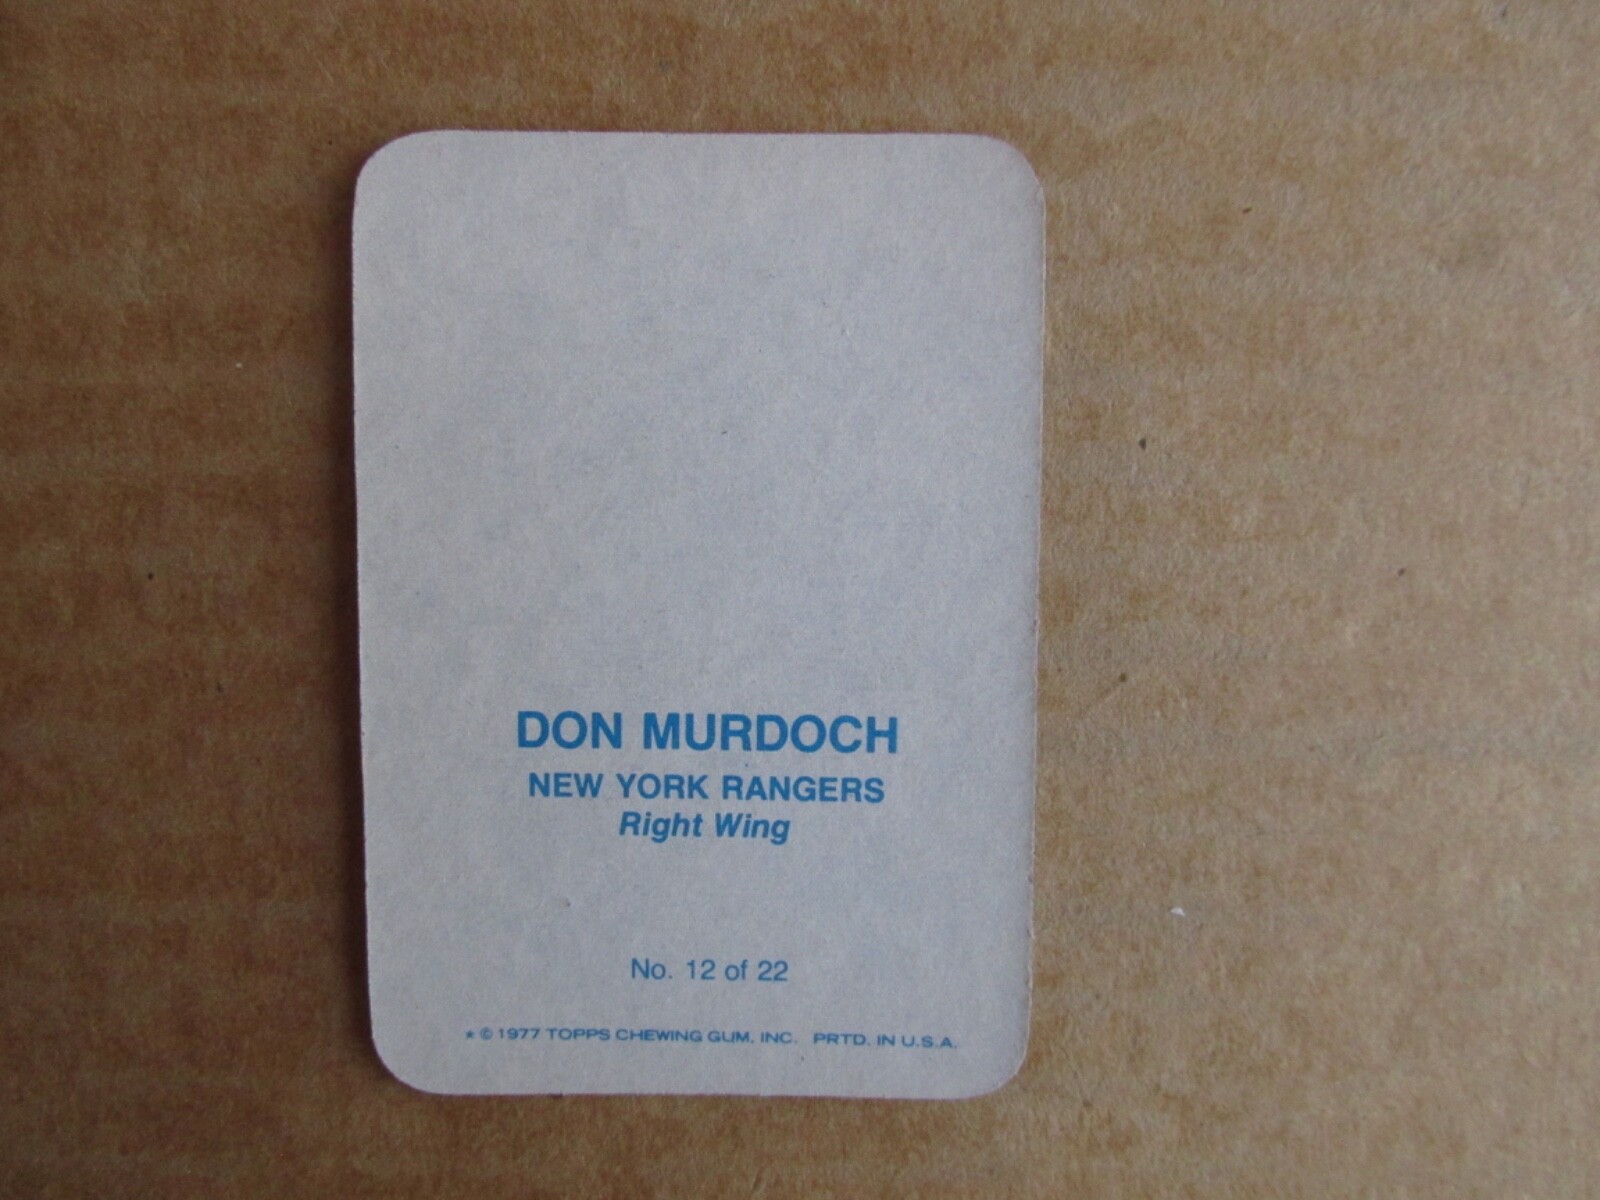 DON MURDOCH
NEW YORK RANGERS
Right Wing
No. 12 of 22
* © 1977 TOPPS CHEWING GUM, INC. PRTD. IN U.S.A.